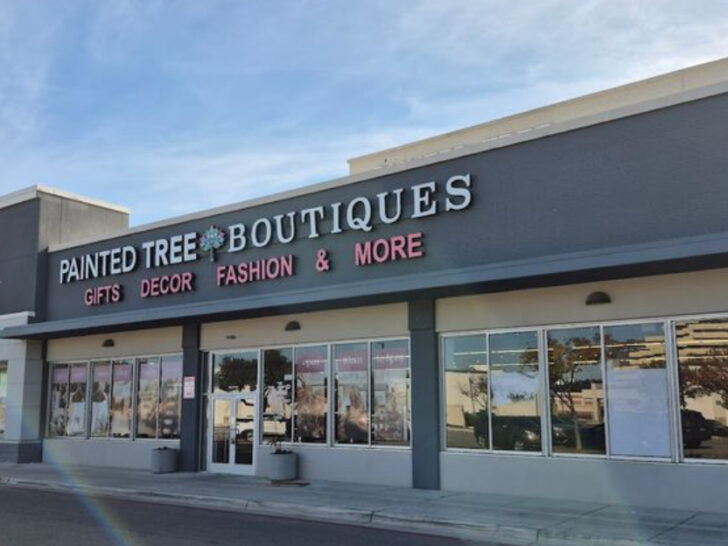 PAINTED TREE BOUTIQUES
GIFTS DECOR FASHION & MORE